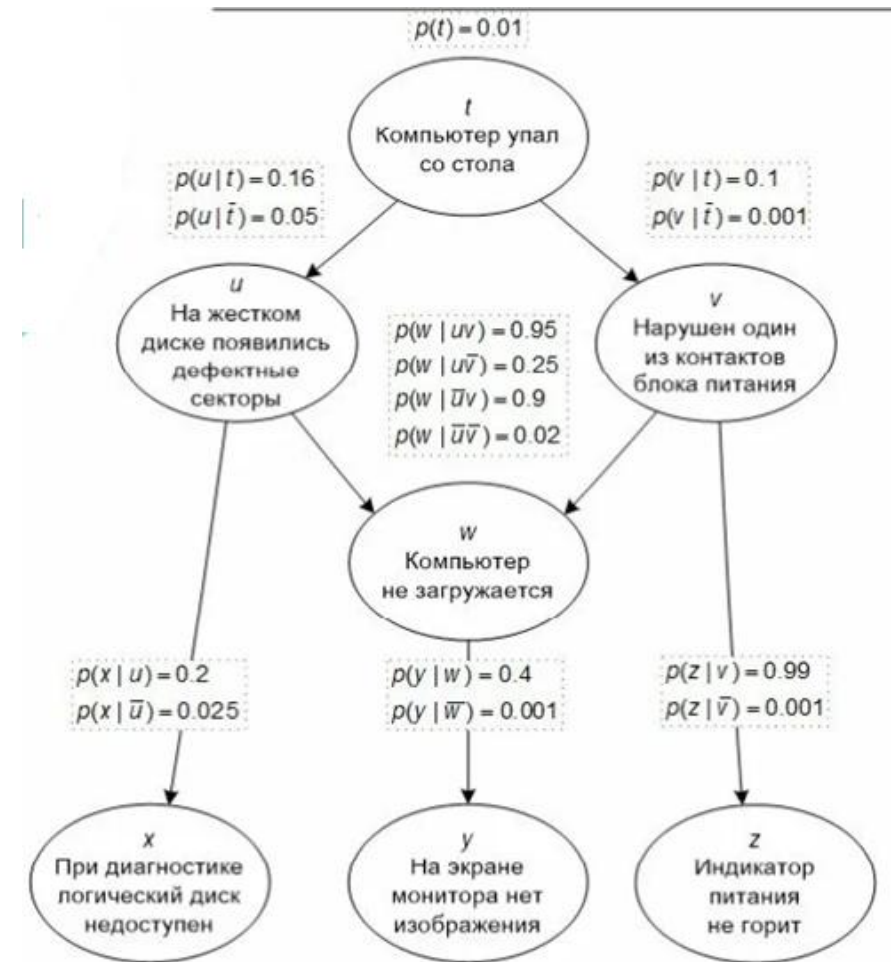 p(t) = 0.01
t
Компьютер упал
со стола
p(u | t) = 0.16
p(u | t̄) = 0.05
p(v | t) = 0.1
p(v | t̄) = 0.001
u
На жестком
диске появились
дефектные
секторы
p(w | uv) = 0.95
p(w | uv̄) = 0.25
p(w | ūv) = 0.9
p(w | ūv̄) = 0.02
v
Нарушен один
из контактов
блока питания
w
Компьютер
не загружается
p(x | u) = 0.2
p(x | ū) = 0.025
p(y | w) = 0.4
p(y | w̅) = 0.001
p(z | v) = 0.99
p(z | v̄) = 0.001
x
При диагностике
логический диск
недоступен
y
На экране
монитора нет
изображения
z
Индикатор
питания
не горит